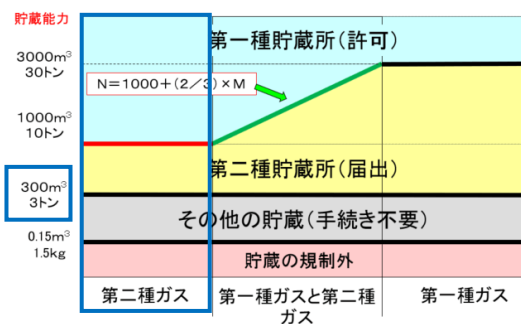 貯蔵能力
第一種貯蔵所(許可)
3000m³
30トン
N=1000+(2/3)×M
1000m³
10トン
第二種貯蔵所(届出)
300m³
3トン
その他の貯蔵(手続き不要)
0.15m³
1.5kg
貯蔵の規制外
第二種ガス
第一種ガスと第二種
ガス
第一種ガス